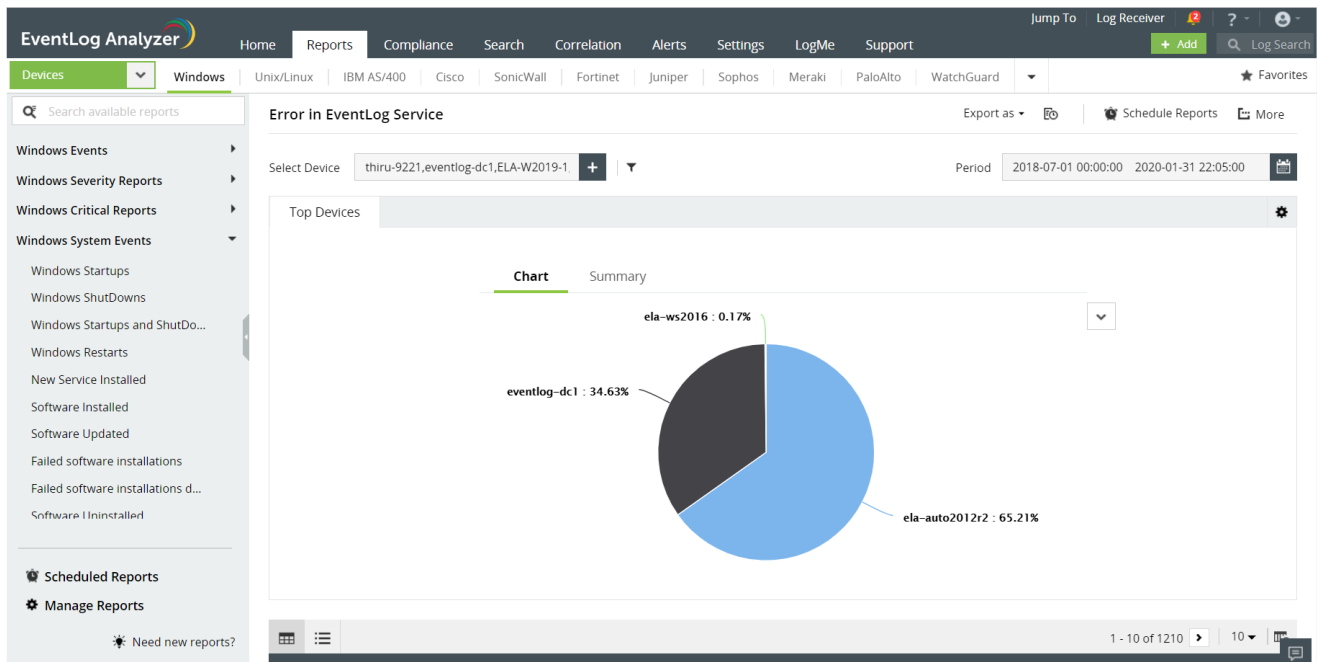 Jump To Log Receiver 2 ?
EventLog Analyzer
Home Reports Compliance Search Correlation Alerts Settings LogMe Support
+ Add Log Search
Devices Windows Unix/Linux IBM AS/400 Cisco SonicWall Fortinet Juniper Sophos Meraki PaloAlto WatchGuard Favorites
Search available reports
Windows Events
Windows Severity Reports
Windows Critical Reports
Windows System Events
Windows Startups
Windows ShutDowns
Windows Startups and ShutDo...
Windows Restarts
New Service Installed
Software Installed
Software Updated
Failed software installations
Failed software installations d...
Software Uninstalled
Scheduled Reports
Manage Reports
Need new reports?
Error in EventLog Service
Export as Schedule Reports More
Select Device thiru-9221,eventlog-dc1,ELA-W2019-1, +
Period 2018-07-01 00:00:00 2020-01-31 22:05:00
Top Devices
Chart Summary
ela-ws2016 : 0.17%
eventlog-dc1 : 34.63%
ela-auto2012r2 : 65.21%
1 - 10 of 1210 10